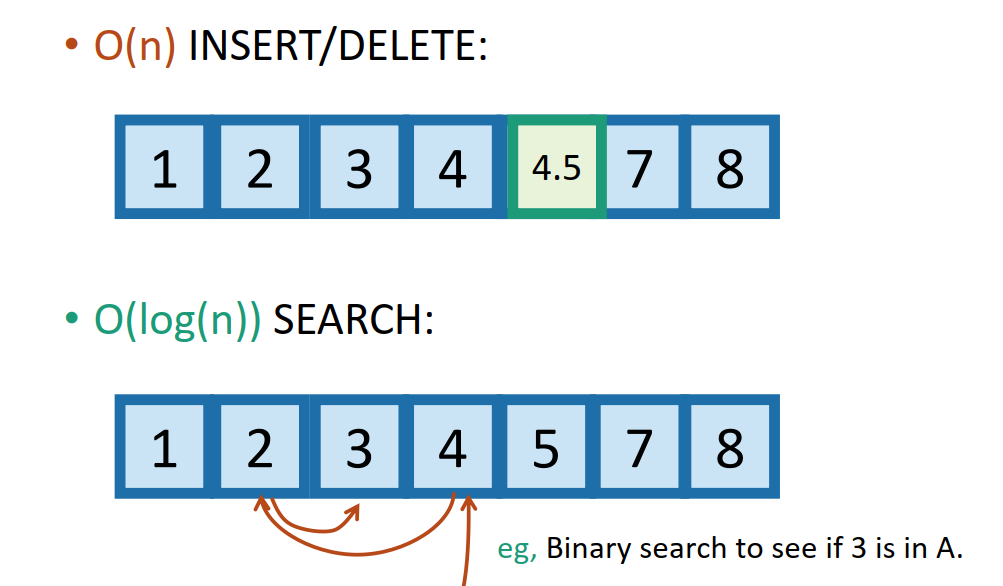 • O(n) INSERT/DELETE:
1 2 3 4 4.5 7 8
• O(log(n)) SEARCH:
1 2 3 4 5 7 8
eg, Binary search to see if 3 is in A.